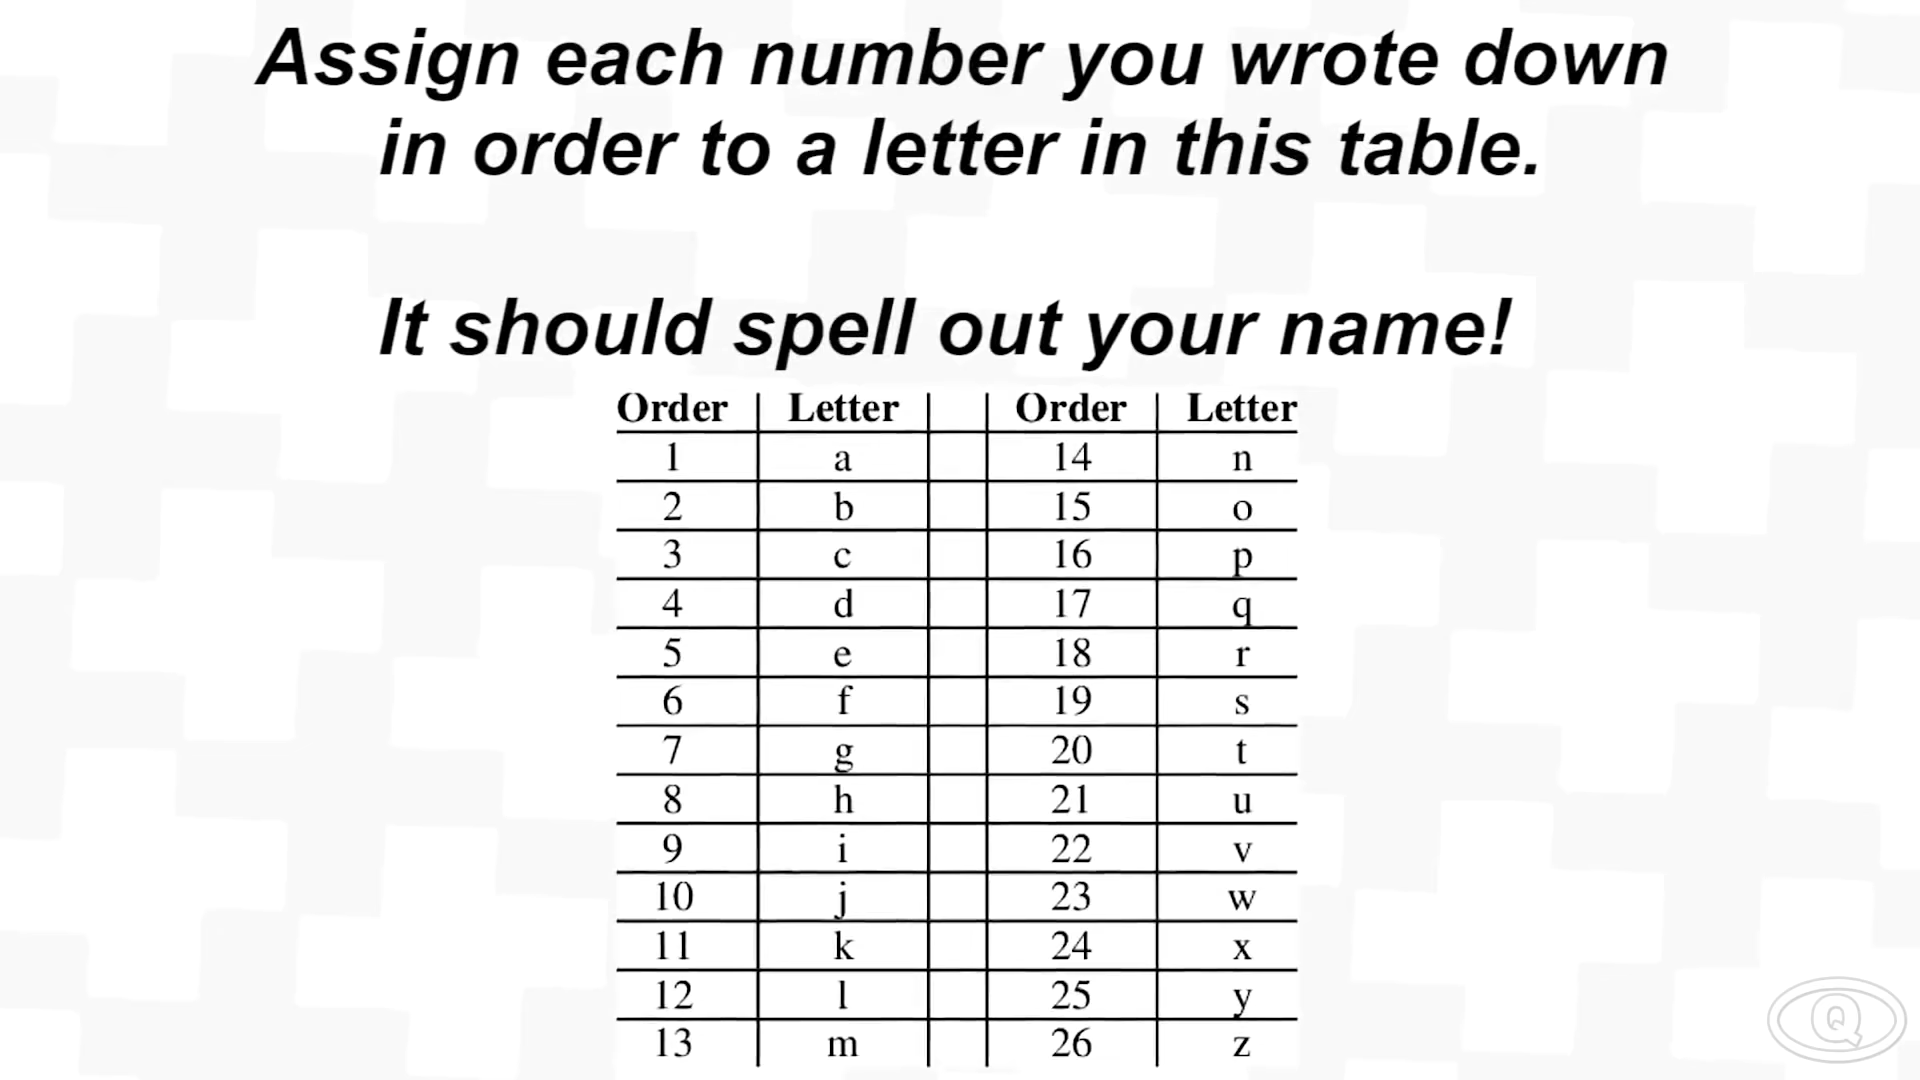 Assign each number you wrote down
in order to a letter in this table.
It should spell out your name!
Order Letter Order Letter
1 a 14 n
2 b 15 o
3 c 16 p
4 d 17 q
5 e 18 r
6 f 19 s
7 g 20 t
8 h 21 u
9 i 22 v
10 j 23 w
11 k 24 x
12 l 25 y
13 m 26 z
Q